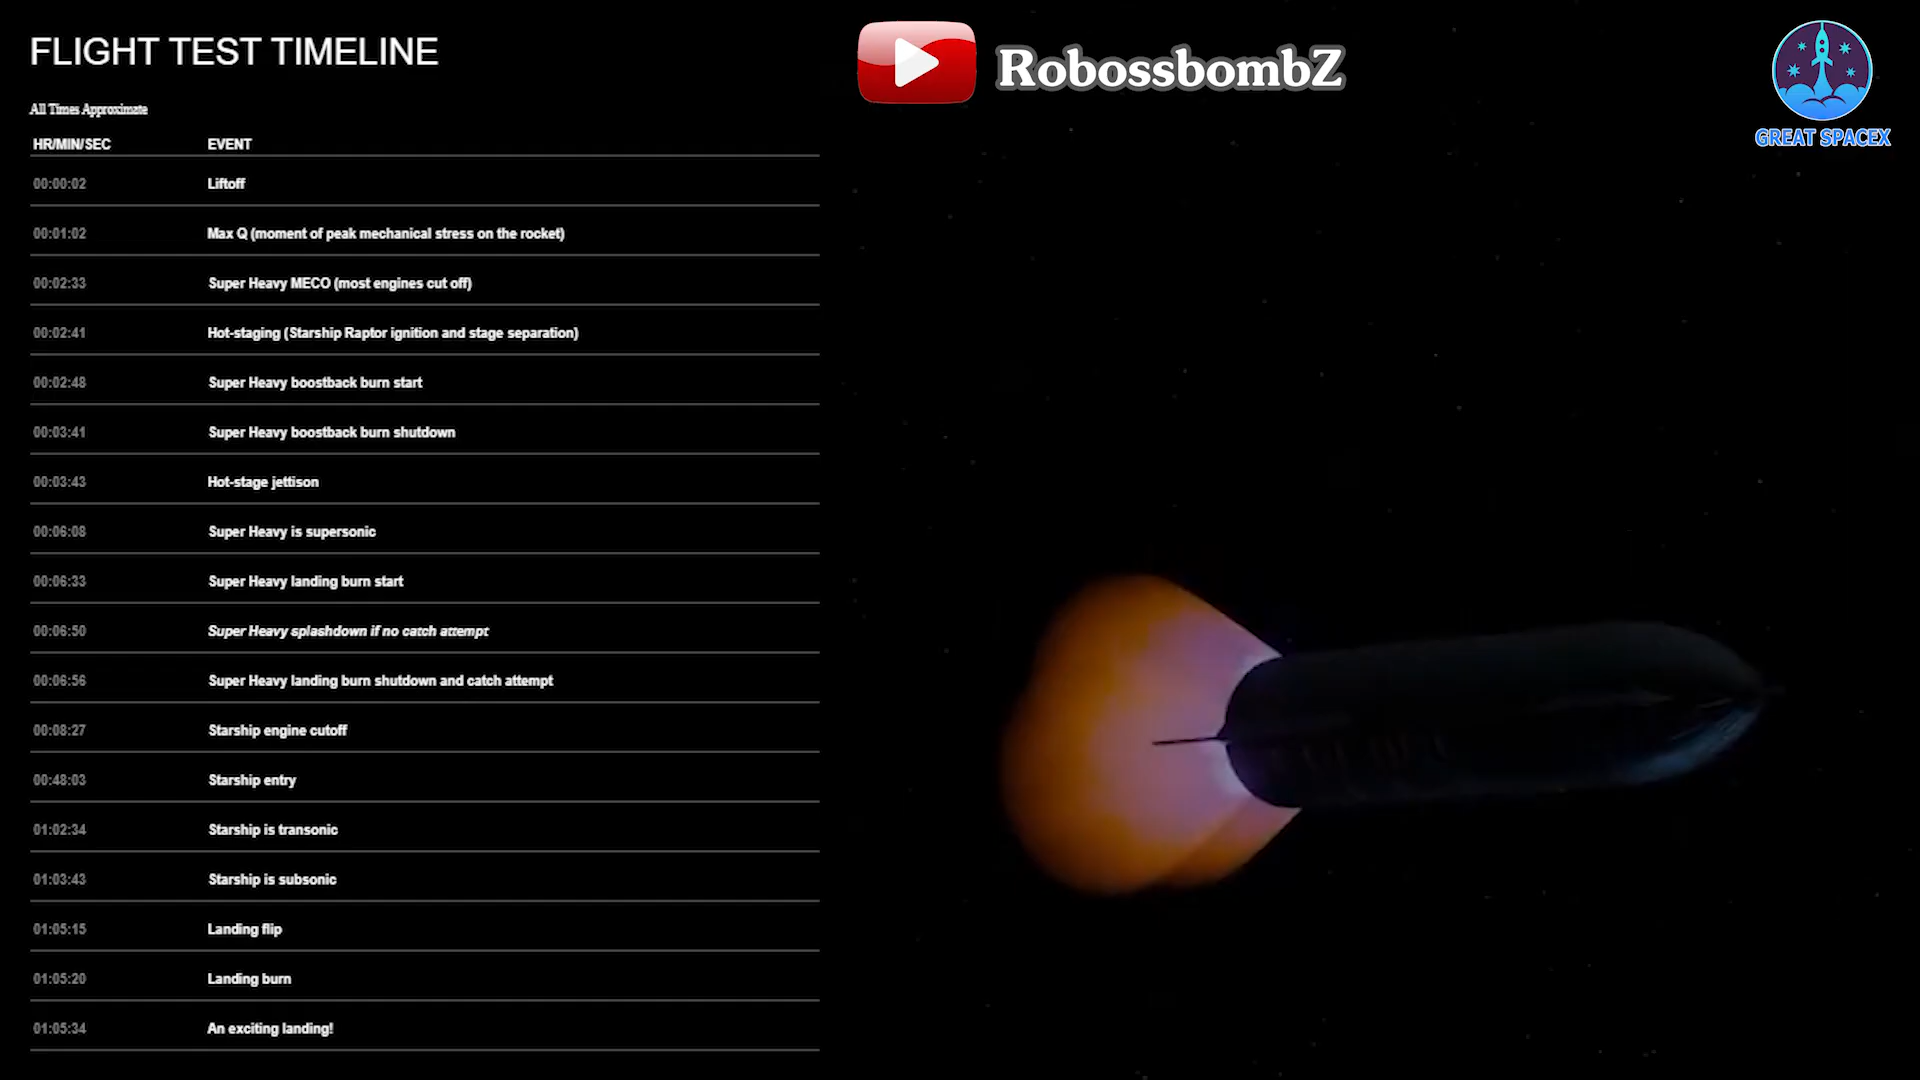 FLIGHT TEST TIMELINE
RobossbombZ
GREAT SPACEX
All Times Approximate
HR/MIN/SEC EVENT
00:00:02 Liftoff
00:01:02 Max Q (moment of peak mechanical stress on the rocket)
00:02:33 Super Heavy MECO (most engines cut off)
00:02:41 Hot-staging (Starship Raptor ignition and stage separation)
00:02:48 Super Heavy boostback burn start
00:03:41 Super Heavy boostback burn shutdown
00:03:43 Hot-stage jettison
00:06:08 Super Heavy is supersonic
00:06:33 Super Heavy landing burn start
00:06:50 Super Heavy splashdown if no catch attempt
00:06:56 Super Heavy landing burn shutdown and catch attempt
00:08:27 Starship engine cutoff
00:48:03 Starship entry
01:02:34 Starship is transonic
01:03:43 Starship is subsonic
01:05:15 Landing flip
01:05:20 Landing burn
01:05:34 An exciting landing!